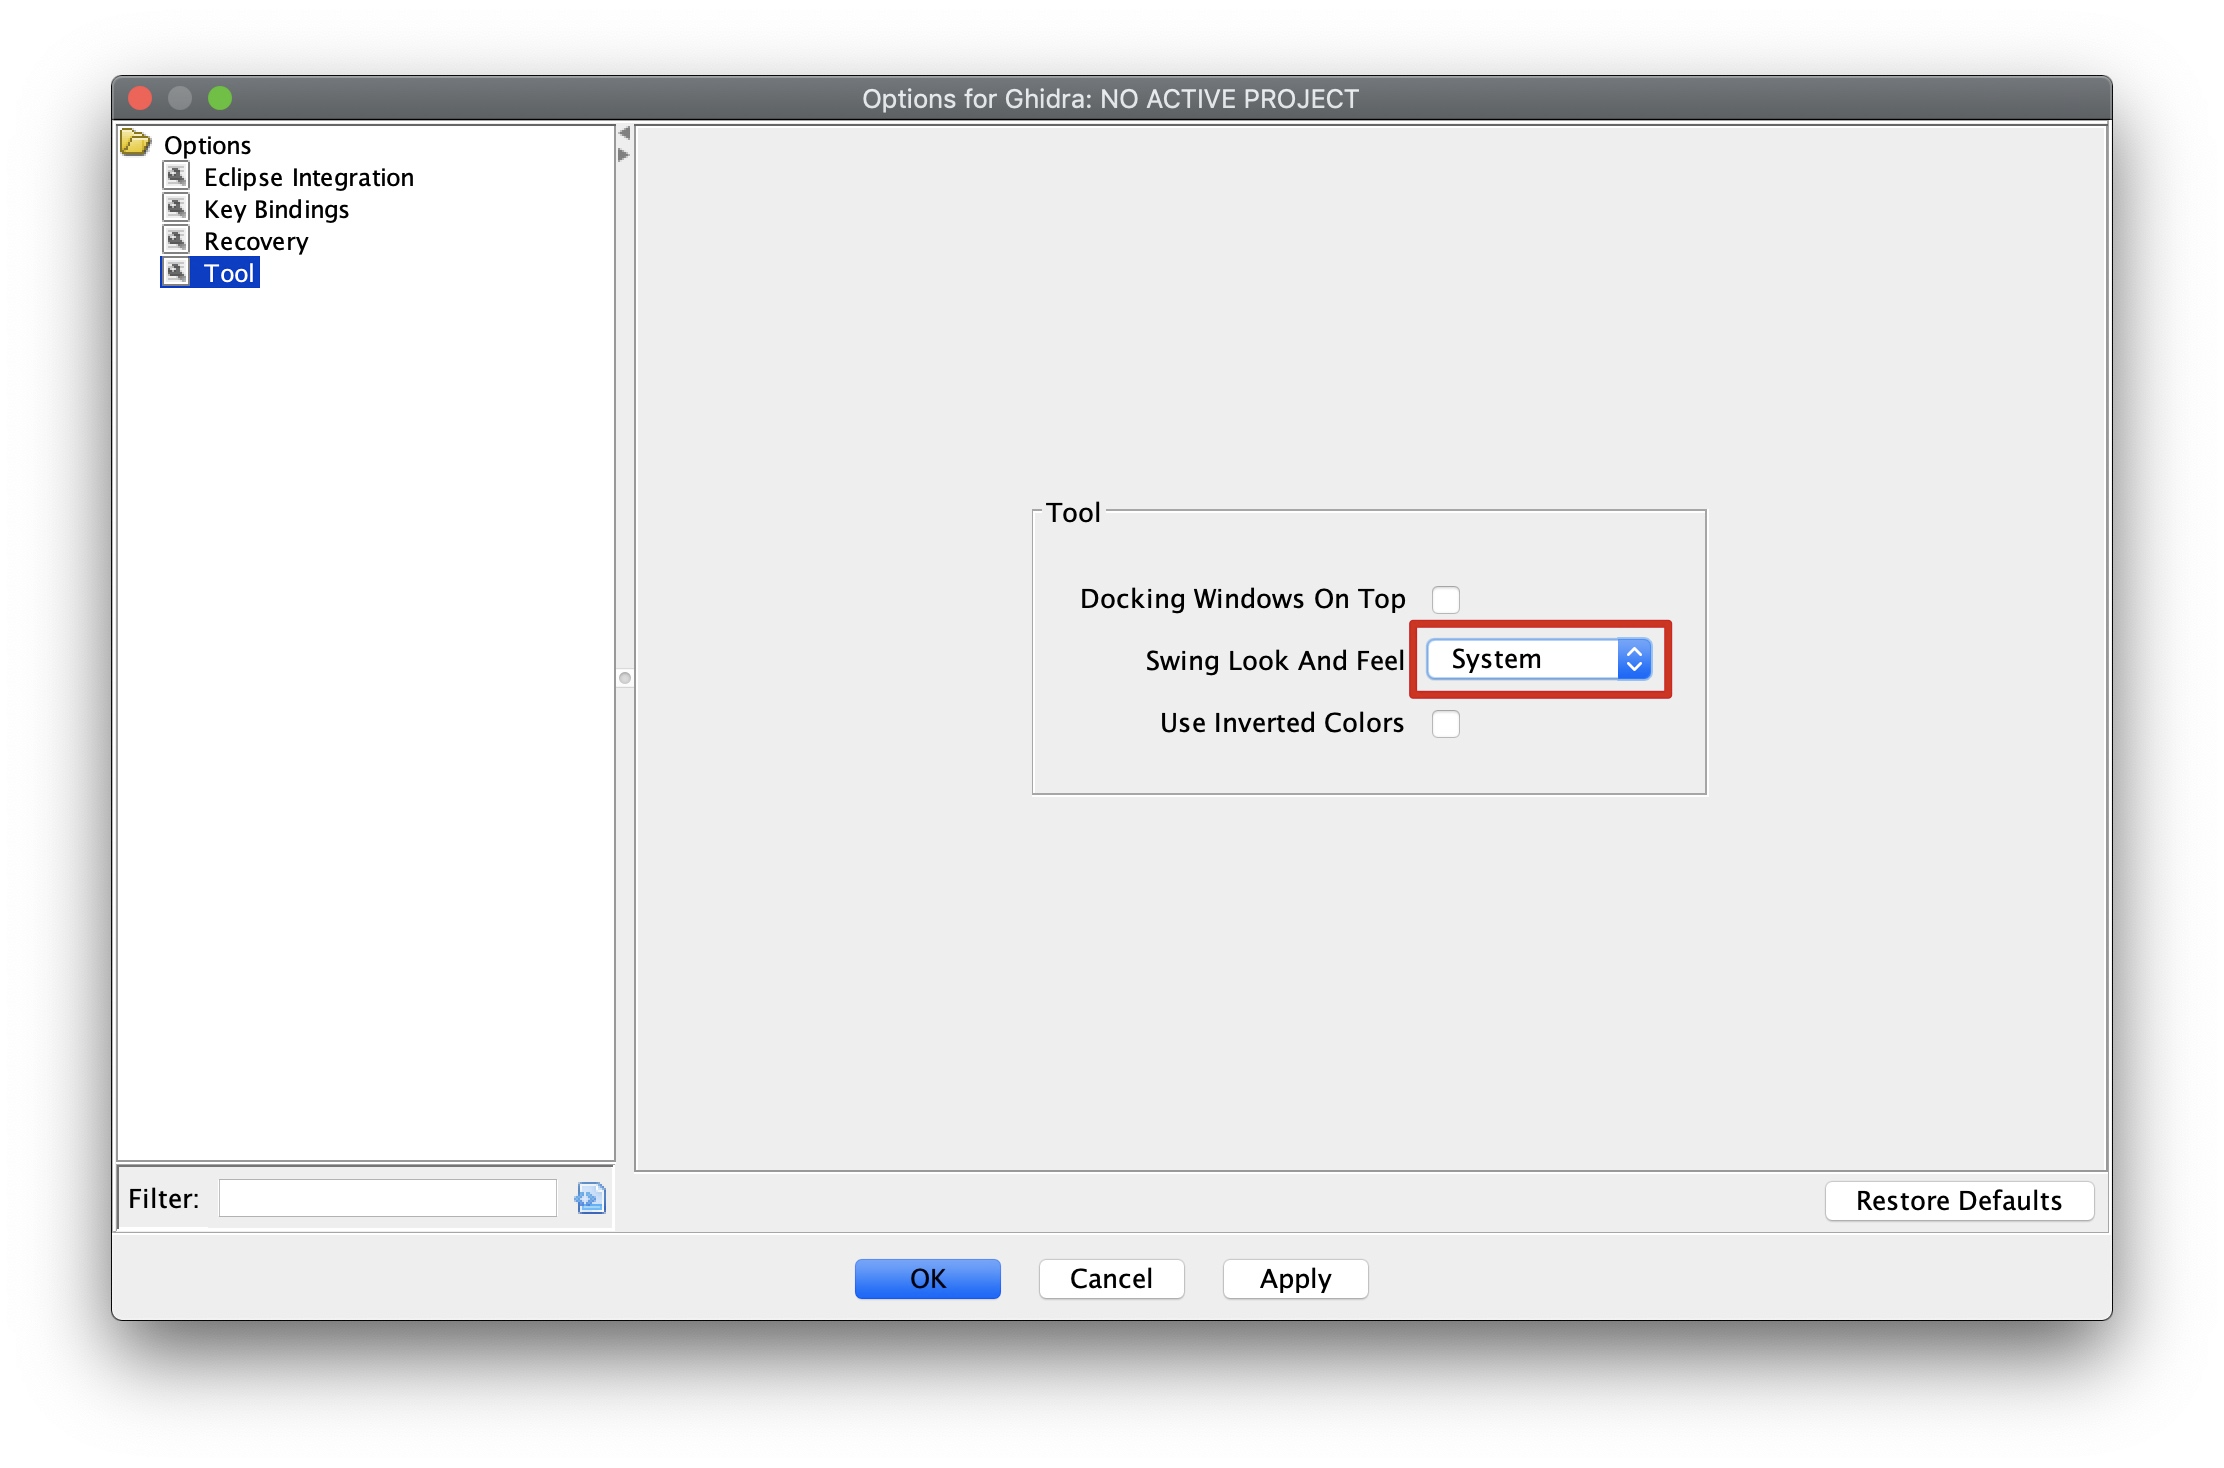 Options for Ghidra: NO ACTIVE PROJECT
Options
Eclipse Integration
Key Bindings
Recovery
Tool
Tool
Docking Windows On Top
Swing Look And Feel System
Use Inverted Colors
Filter:
Restore Defaults
OK Cancel Apply